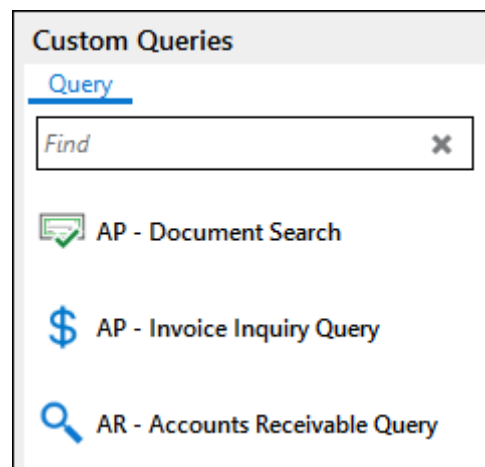 Custom Queries
Query
Find
AP - Document Search
AP - Invoice Inquiry Query
AR - Accounts Receivable Query